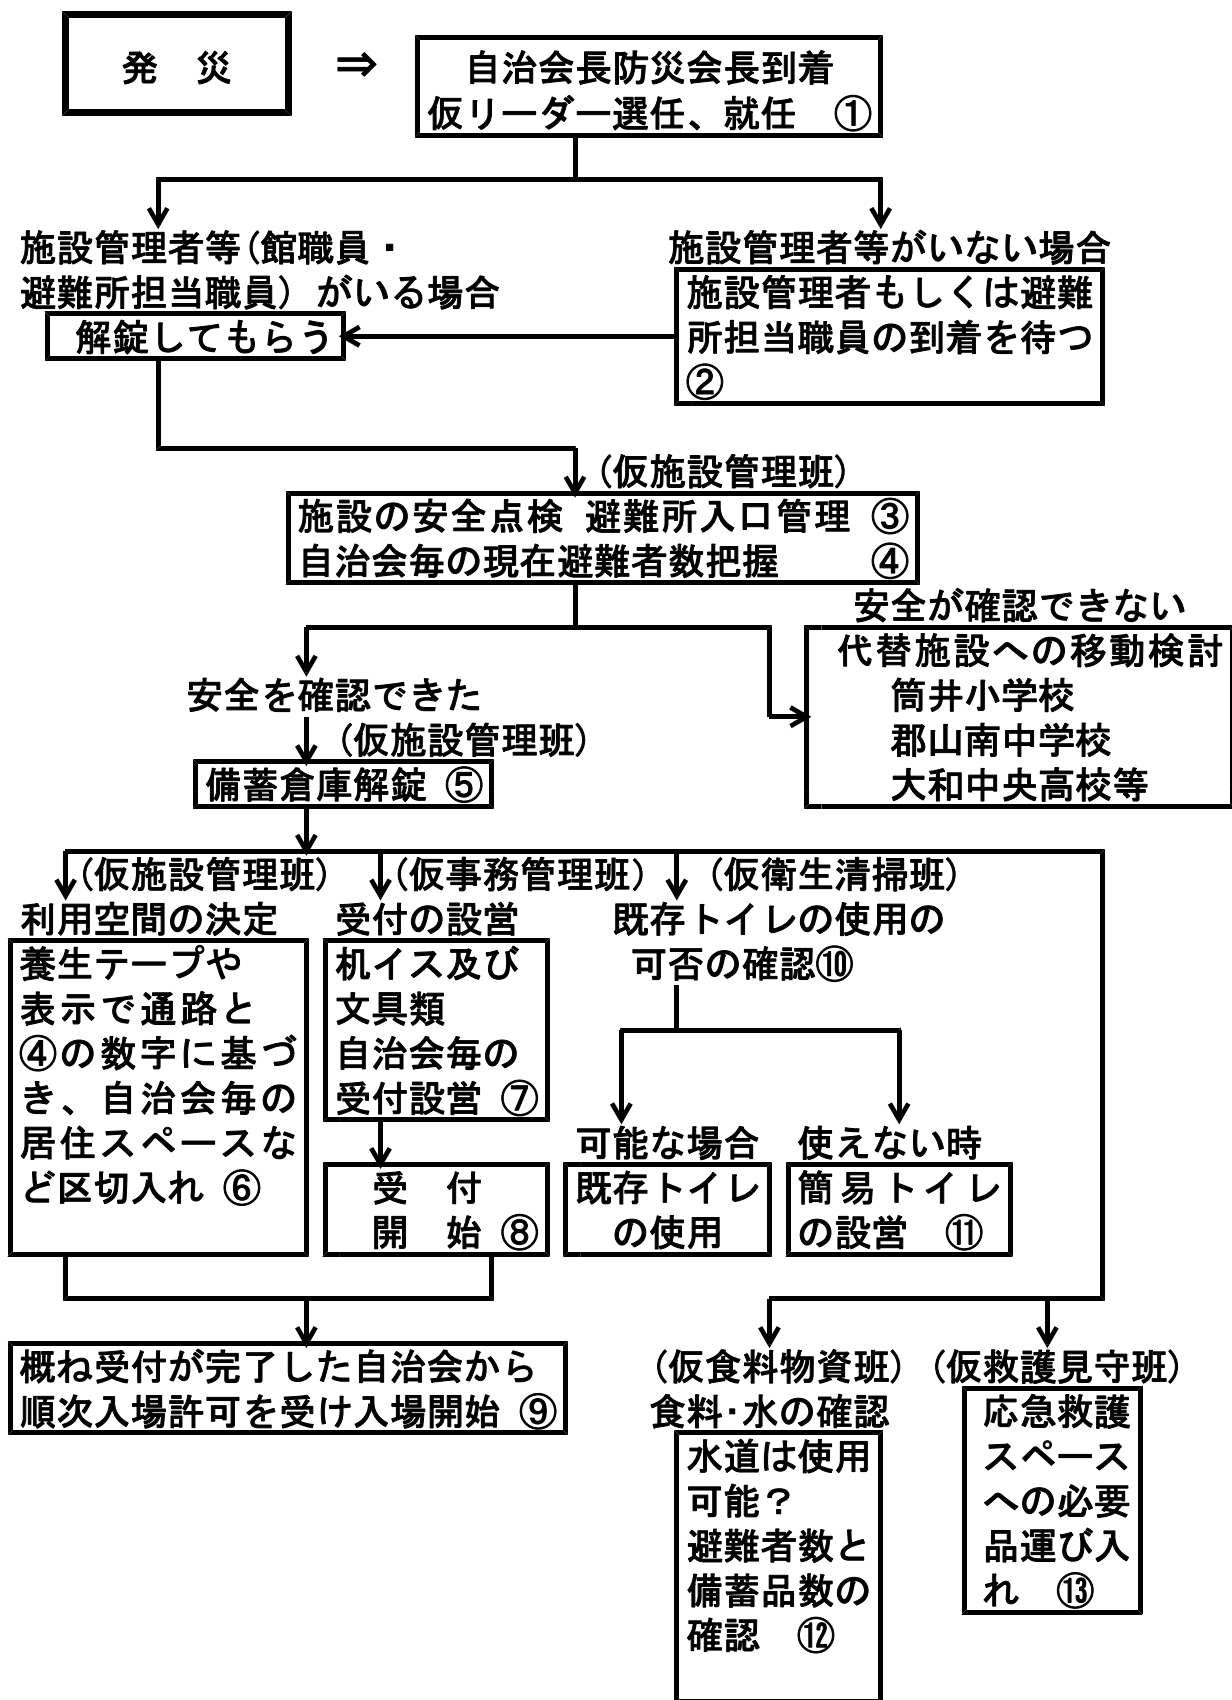 発　災
⇒
自治会長防災会長到着
仮リーダー選任、就任　①
施設管理者等(館職員・
避難所担当職員）がいる場合
解錠してもらう
施設管理者等がいない場合
施設管理者もしくは避難
所担当職員の到着を待つ
②
(仮施設管理班)
施設の安全点検 避難所入口管理 ③
自治会毎の現在避難者数把握　④
安全が確認できない
代替施設への移動検討
筒井小学校
郡山南中学校
大和中央高校等
安全を確認できた
(仮施設管理班)
備蓄倉庫解錠 ⑤
(仮施設管理班)
利用空間の決定
養生テープや
表示で通路と
④の数字に基づ
き、自治会毎の
居住スペースな
ど区切入れ ⑥
(仮事務管理班)
受付の設営
机イス及び
文具類
自治会毎の
受付設営 ⑦
受　付
開　始 ⑧
(仮衛生清掃班)
既存トイレの使用の
可否の確認⑩
可能な場合
既存トイレ
の使用
使えない時
簡易トイレ
の設営　⑪
概ね受付が完了した自治会から
順次入場許可を受け入場開始 ⑨
(仮食料物資班)
食料・水の確認
水道は使用
可能？
避難者数と
備蓄品数の
確認　⑫
(仮救護見守班)
応急救護
スペース
への必要
品運び入
れ　⑬